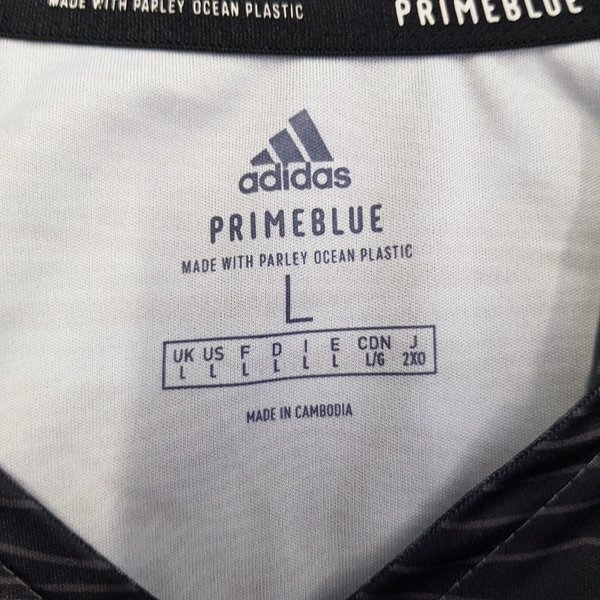 MADE WITH PARLEY OCEAN PLASTIC PRIMEBLUE
adidas
PRIMEBLUE
MADE WITH PARLEY OCEAN PLASTIC
L
UK US F D I E CDN J
L L L L L L L/G 2XO
MADE IN CAMBODIA